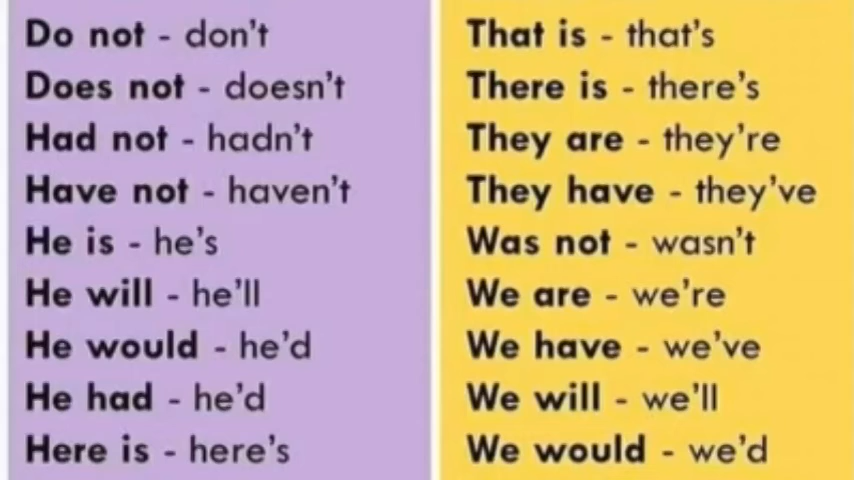 Do not - don't
Does not - doesn't
Had not - hadn't
Have not - haven't
He is - he's
He will - he'll
He would - he'd
He had - he'd
Here is - here's
That is - that's
There is - there's
They are - they're
They have - they've
Was not - wasn't
We are - we're
We have - we've
We will - we'll
We would - we'd